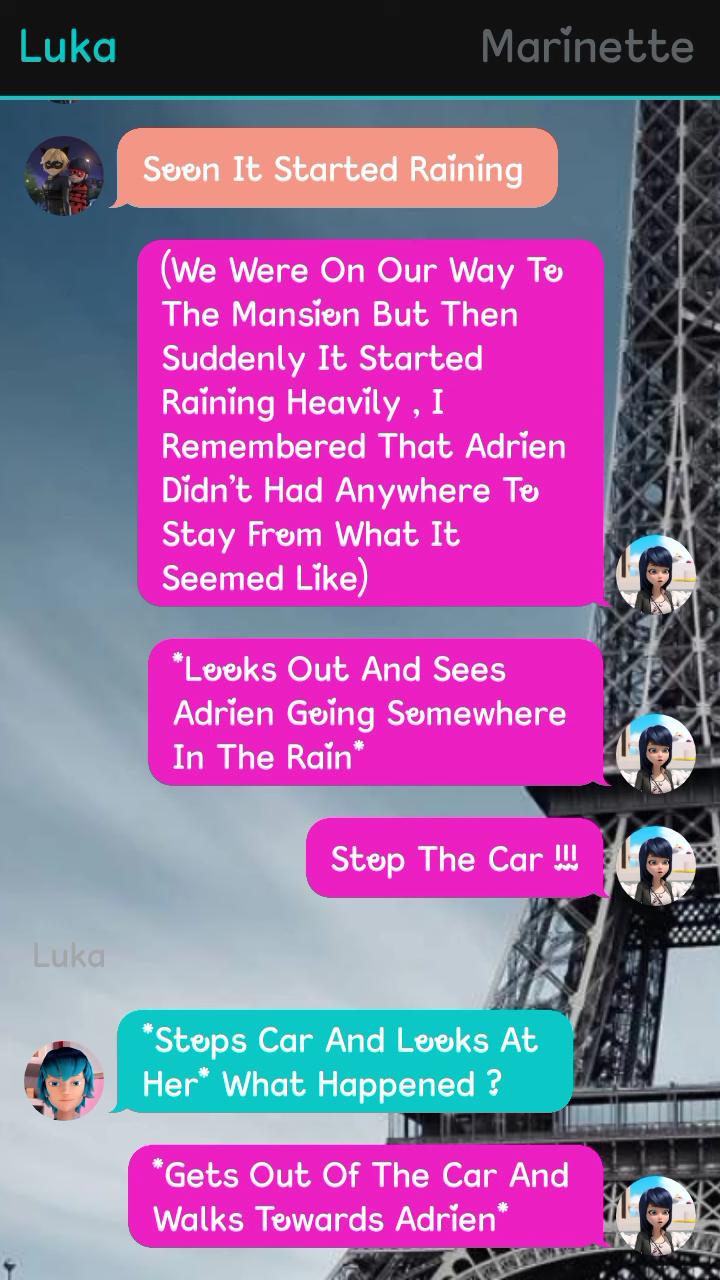 Luka
Marinette
Soon It Started Raining
(We Were On Our Way To
The Mansion But Then
Suddenly It Started
Raining Heavily , I
Remembered That Adrien
Didn't Had Anywhere To
Stay From What It
Seemed Like)
*Looks Out And Sees
Adrien Going Somewhere
In The Rain*
Stop The Car !!!
Luka
*Stops Car And Looks At
Her* What Happened ?
*Gets Out Of The Car And
Walks Towards Adrien*